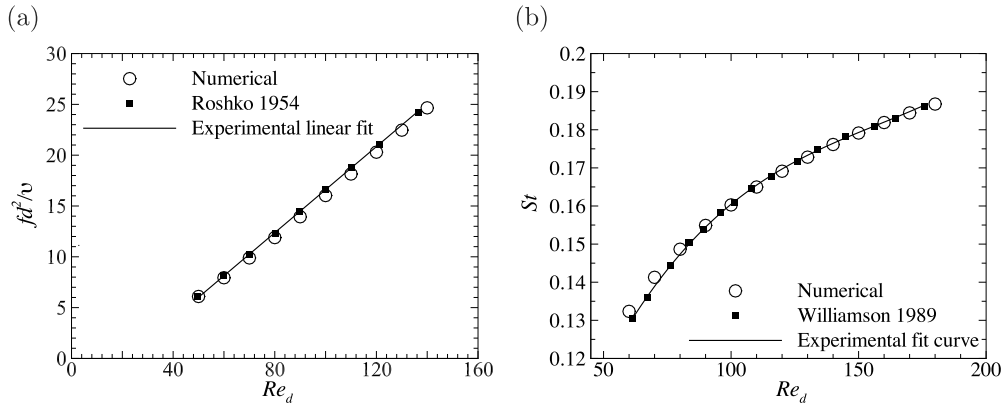 (a)
(b)
30
25
20
15
10
5
0
fd²/υ
0
40
80
120
160
Re_d
Numerical
Roshko 1954
Experimental linear fit
0.2
0.19
0.18
0.17
0.16
0.15
0.14
0.13
0.12
St
50
100
150
200
Re_d
Numerical
Williamson 1989
Experimental fit curve